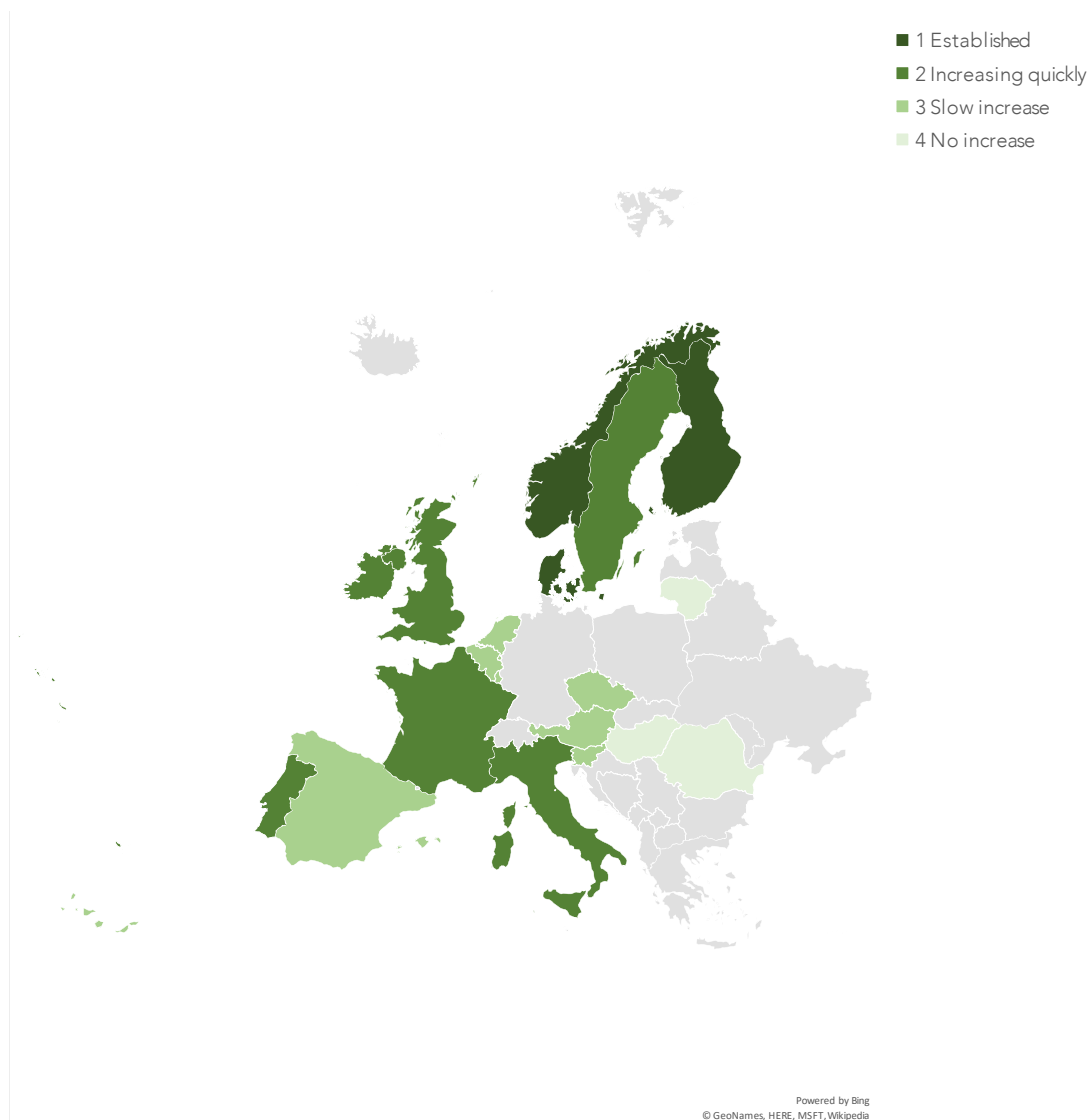 1 Established
2 Increasing quickly
3 Slow increase
4 No increase
Powered by Bing
© GeoNames, HERE, MSFT, Wikipedia